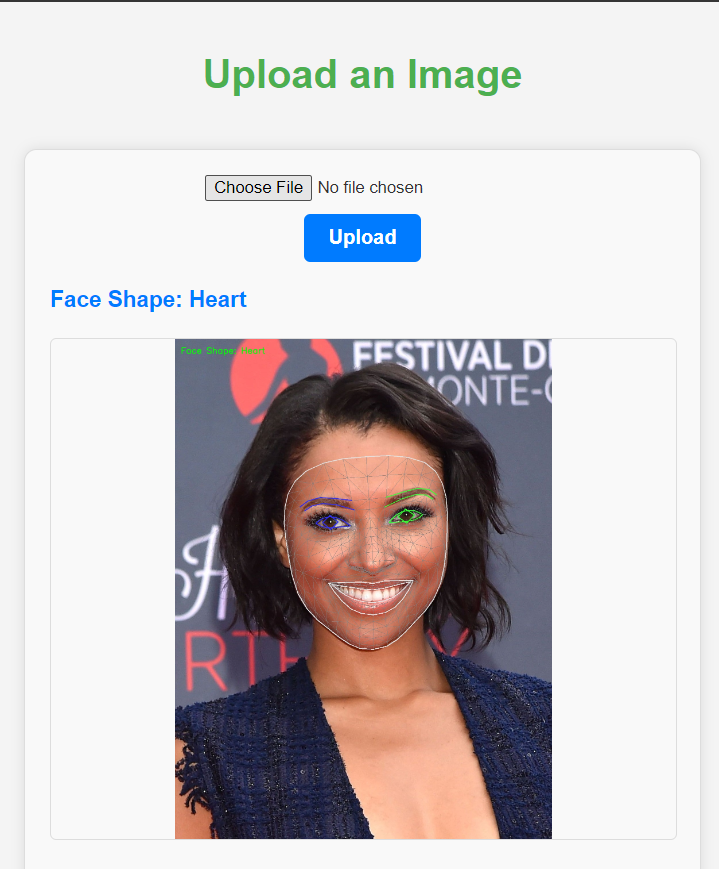 Upload an Image
Choose File No file chosen
Upload
Face Shape: Heart
Face Shape: Heart
FESTIVAL D
MONTE-C
H
RTH Y